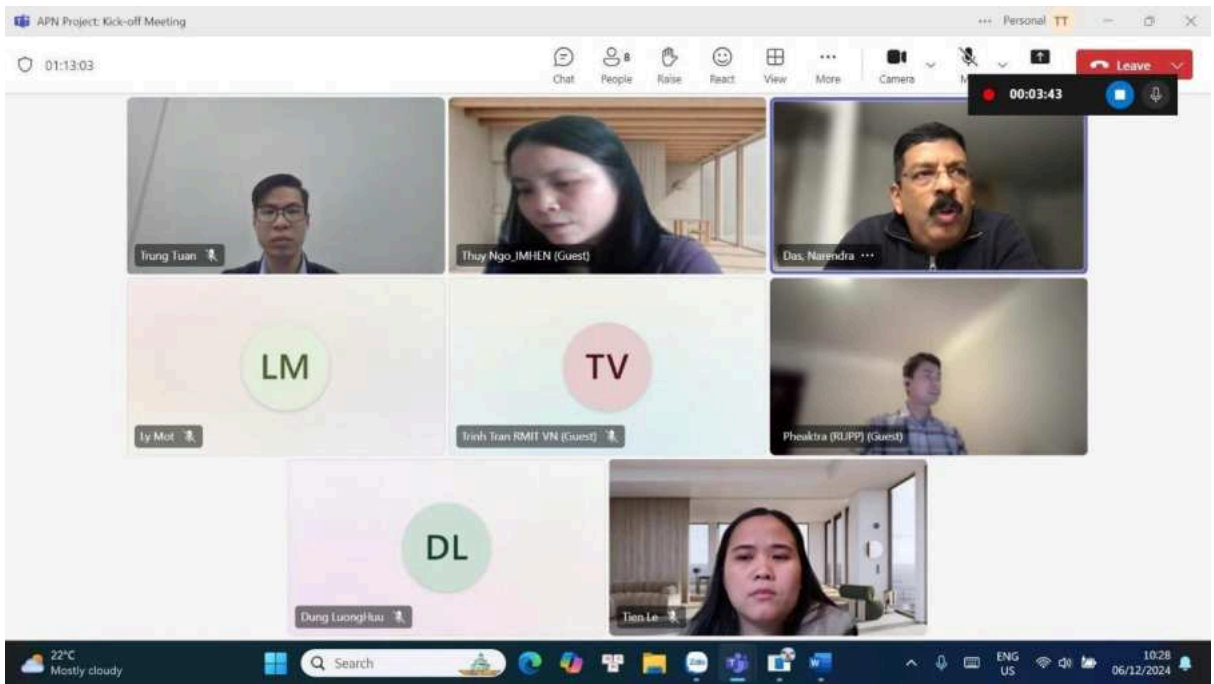 APN Project: Kick-off Meeting
Personal TT
01:13:03
Chat
People 8
Raise
React
View
More
Camera
M
Leave
00:03:43
Trung Tuan
Thuy Ngo_IMHEN (Guest)
Das, Narendra
LM
Ly Mot
TV
Trinh Tran RMIT VN (Guest)
Pheaktra (RUPP) (Guest)
DL
Dung LuongHuu
Tien Le
22°C
Mostly cloudy
Search
Zalo
ENG
US
10:28
06/12/2024